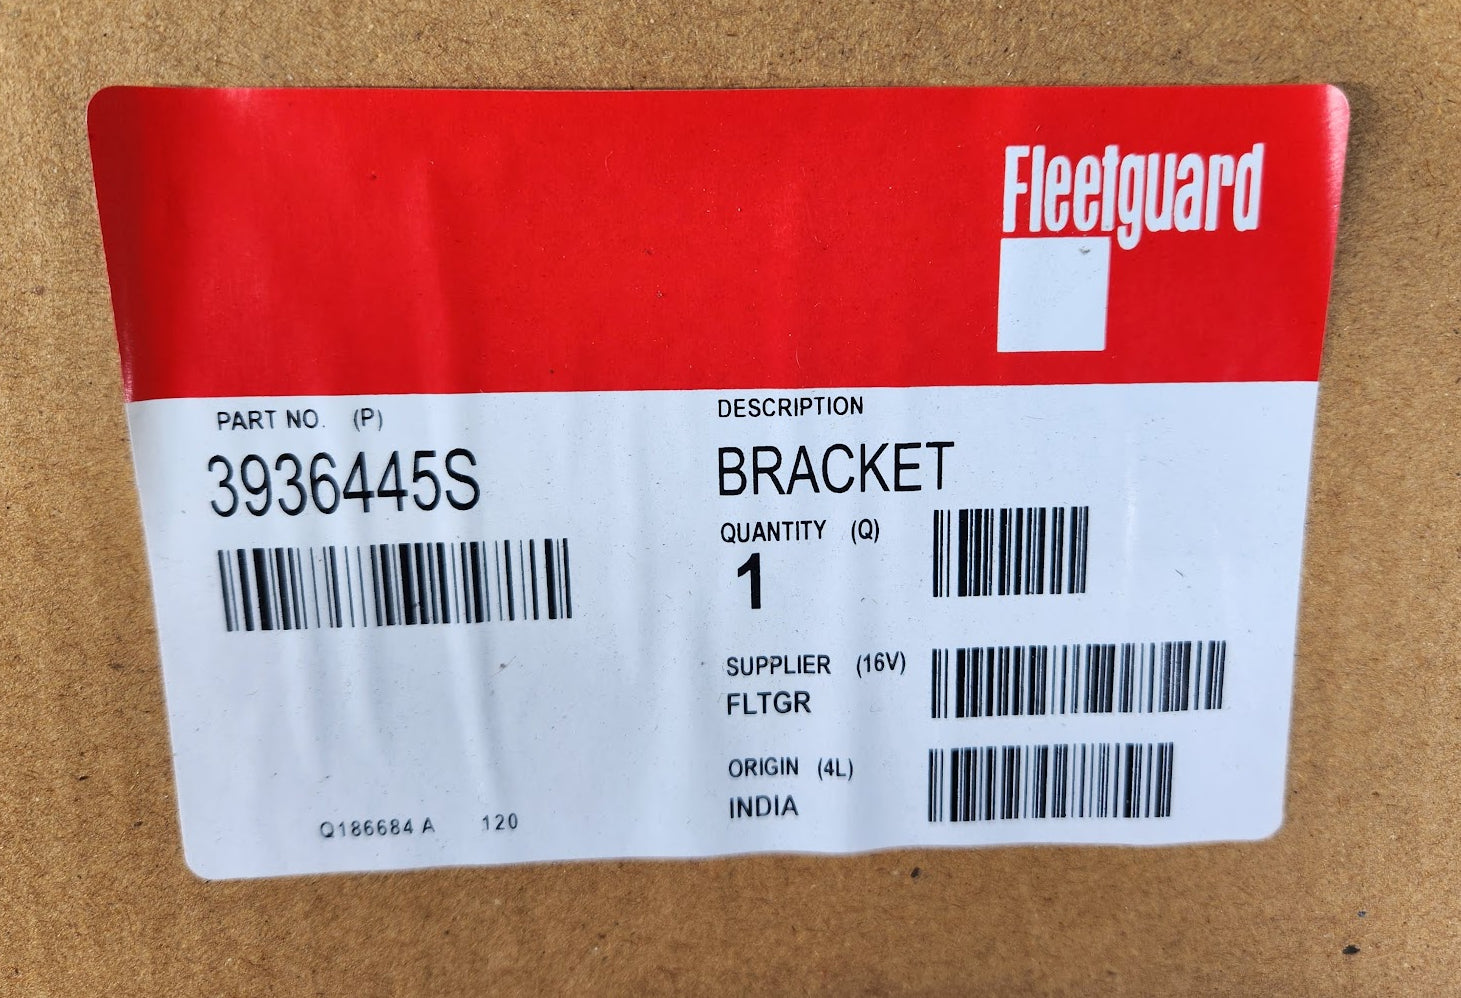 Fleetguard
PART NO. (P)
3936445S
DESCRIPTION
BRACKET
QUANTITY (Q)
1
SUPPLIER (16V)
FLTGR
ORIGIN (4L)
INDIA
Q186684 A 120